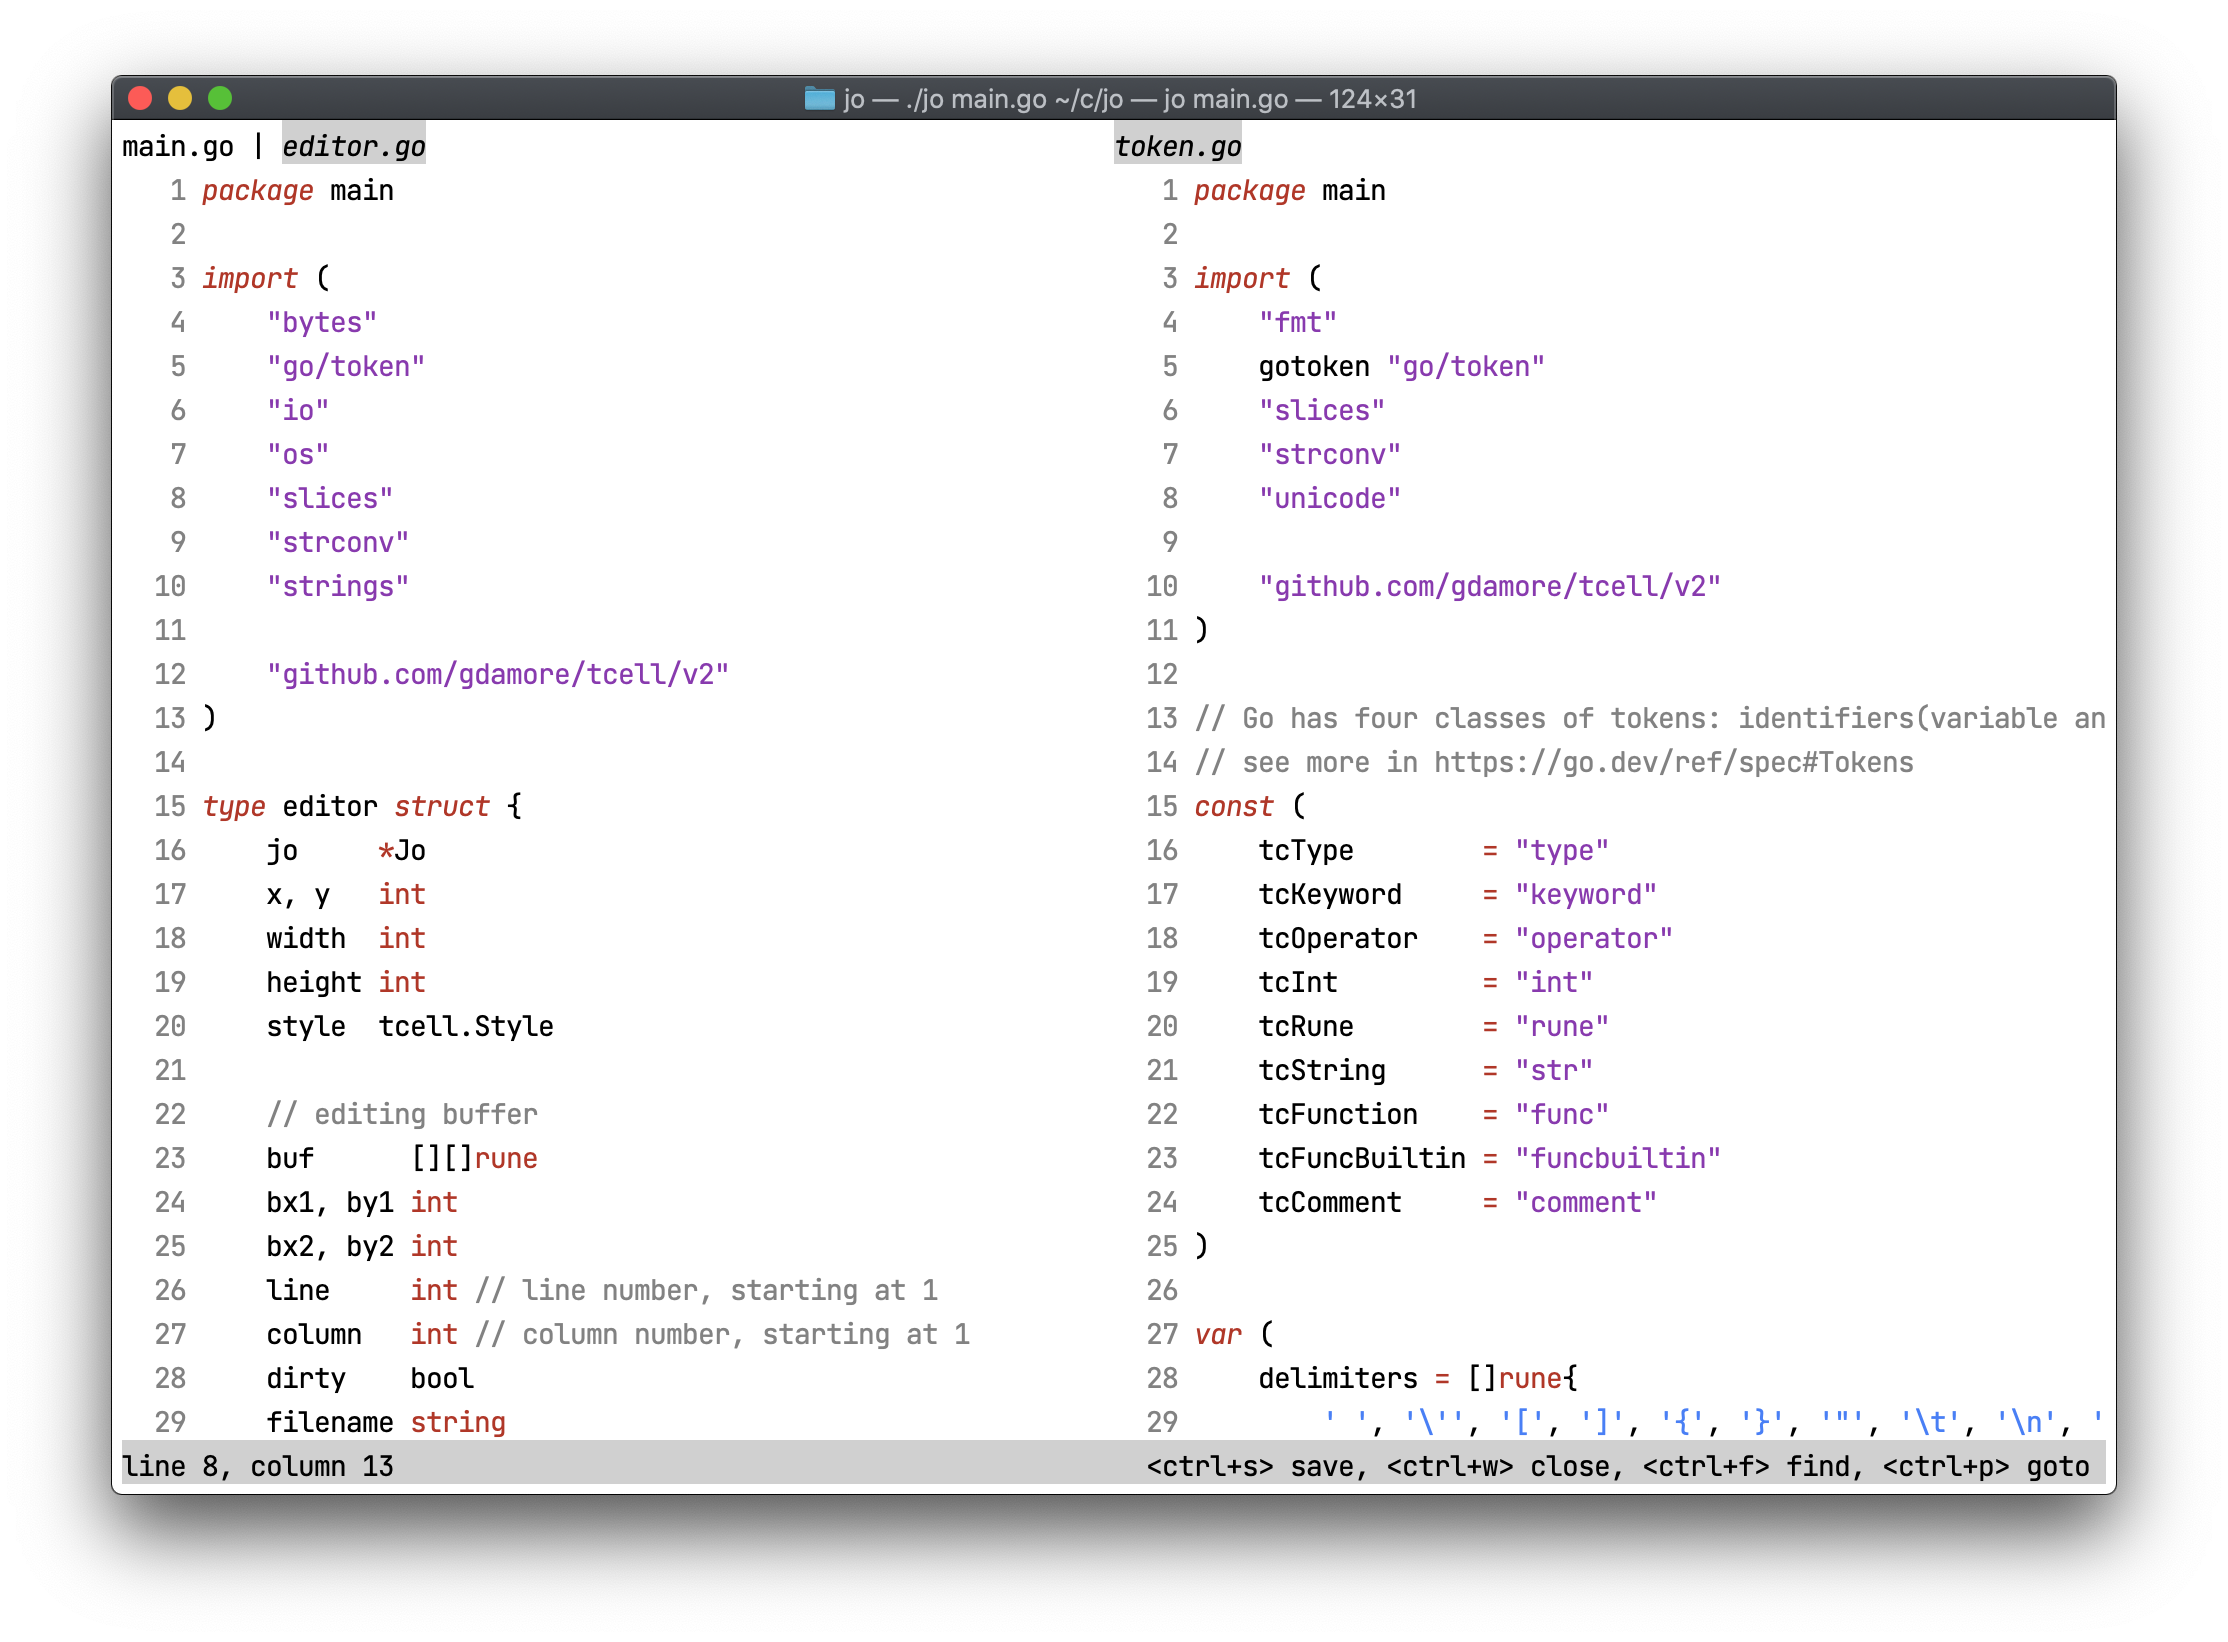 jo — ./jo main.go ~/c/jo — jo main.go — 124×31
main.go | editor.go
1 package main
2
3 import (
4     "bytes"
5     "go/token"
6     "io"
7     "os"
8     "slices"
9     "strconv"
10     "strings"
11
12     "github.com/gdamore/tcell/v2"
13 )
14
15 type editor struct {
16     jo     *Jo
17     x, y   int
18     width  int
19     height int
20     style  tcell.Style
21
22     // editing buffer
23     buf      [][]rune
24     bx1, by1 int
25     bx2, by2 int
26     line     int // line number, starting at 1
27     column   int // column number, starting at 1
28     dirty    bool
29     filename string
token.go
1 package main
2
3 import (
4     "fmt"
5     gotoken "go/token"
6     "slices"
7     "strconv"
8     "unicode"
9
10     "github.com/gdamore/tcell/v2"
11 )
12
13 // Go has four classes of tokens: identifiers(variable an
14 // see more in https://go.dev/ref/spec#Tokens
15 const (
16     tcType        = "type"
17     tcKeyword     = "keyword"
18     tcOperator    = "operator"
19     tcInt         = "int"
20     tcRune        = "rune"
21     tcString      = "str"
22     tcFunction    = "func"
23     tcFuncBuiltin = "funcbuiltin"
24     tcComment     = "comment"
25 )
26
27 var (
28     delimiters = []rune{
29         ' ', '\'', '[', ']', '{', '}', '"', '\t', '\n', '
line 8, column 13
<ctrl+s> save, <ctrl+w> close, <ctrl+f> find, <ctrl+p> goto